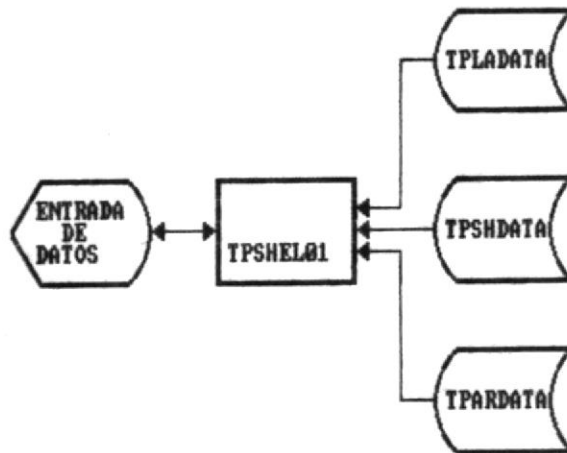 TPLADATA
ENTRADA
DE
DATOS
TPSHEL01
TPSHDATA
TPARDATA